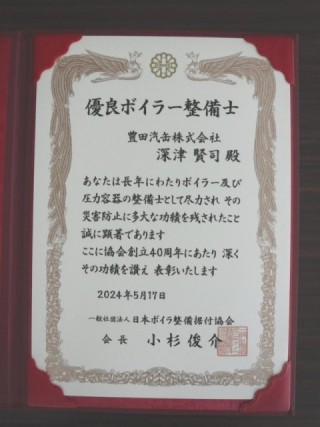 優良ボイラー整備士
豊田汽缶株式会社
深津 賢司 殿
あなたは長年にわたりボイラー及び
圧力容器の整備士として尽力され その
災害防止に多大な功績を残されたこと
誠に顕著であります
ここに協会創立40周年にあたり 深く
その功績を讃え 表彰いたします
2024年5月17日
一般社団法人 日本ボイラ整備据付協会
会長 小杉俊介